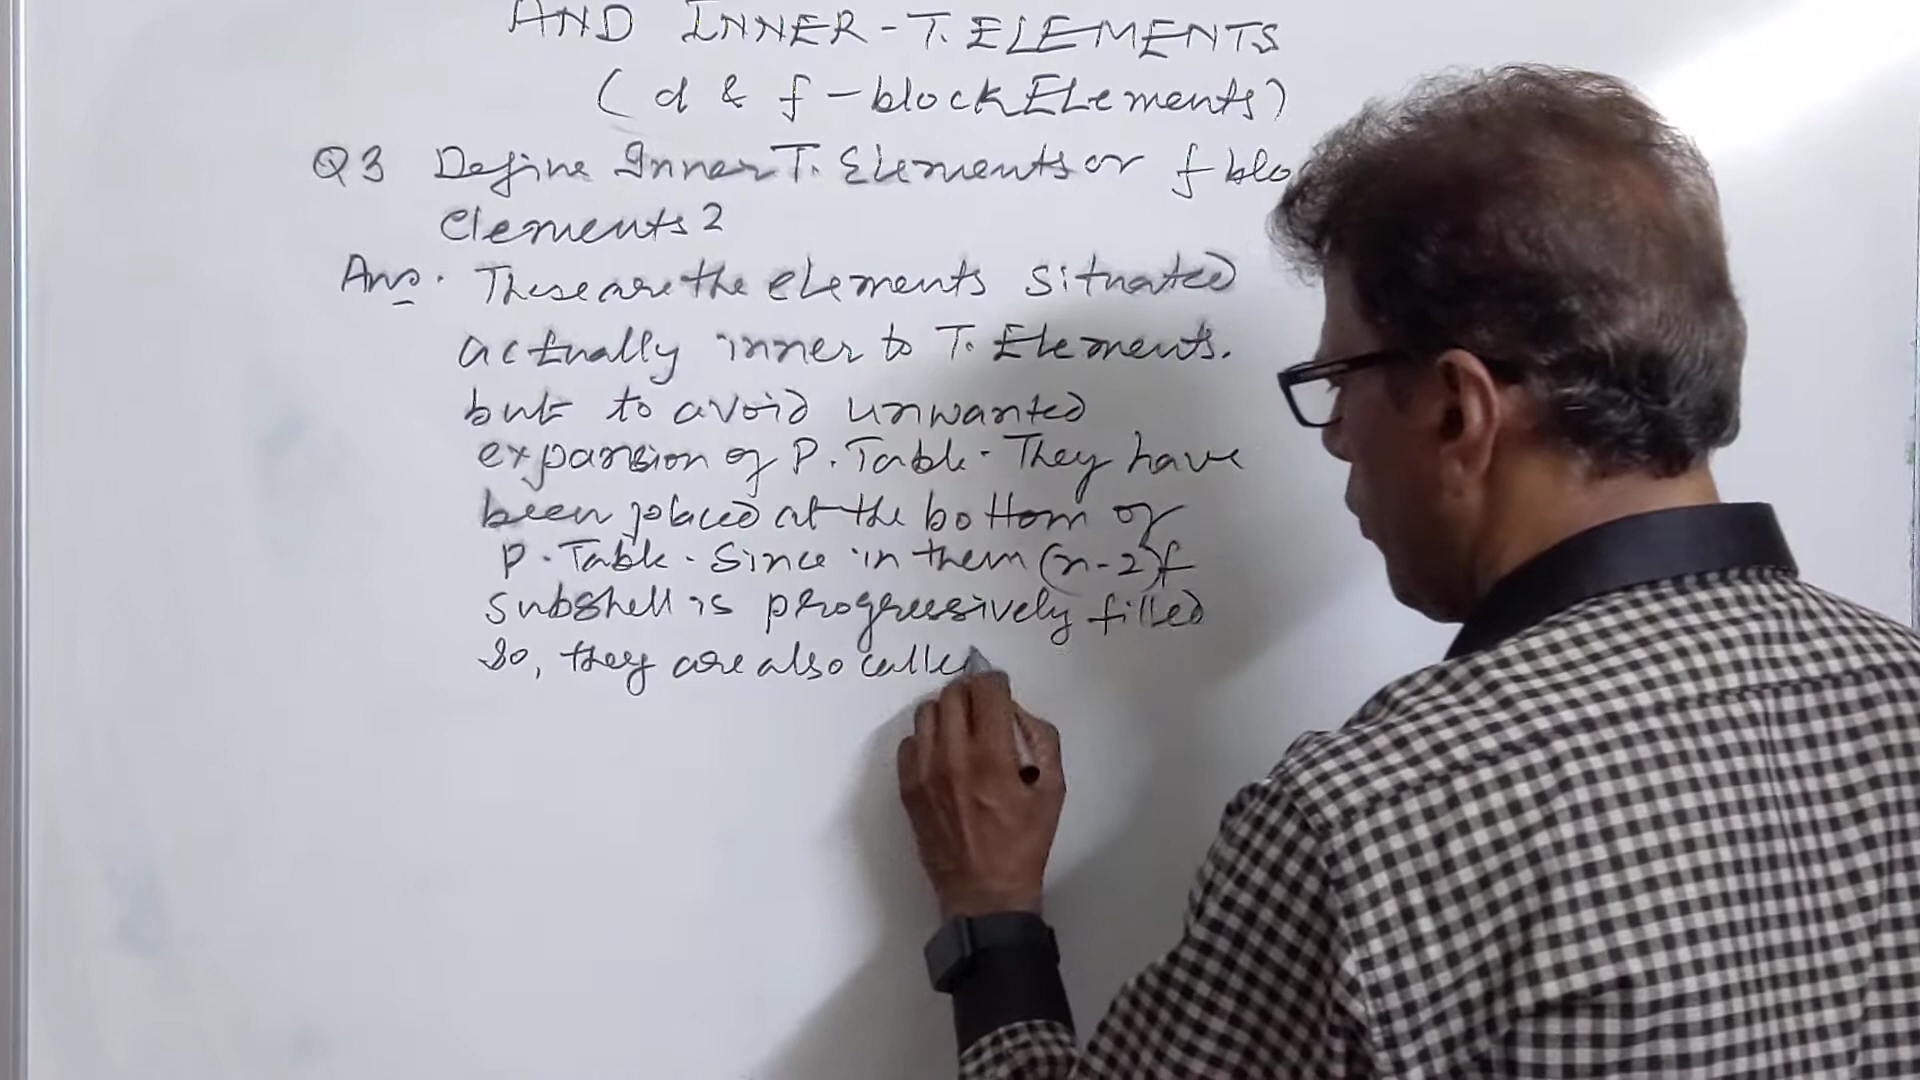 AND INNER-T. ELEMENTS
(d & f-block ELements)
Q3 Define Inner T. Elements or f blo
elements?
Ans. These are the elements situated
actually inner to T. Elements.
but to avoid unwanted
expansion of P. Table. They have
been placed at the bottom of
P. Table. Since in them (n-2)f
subshell is progressively filled
So, they are also calle